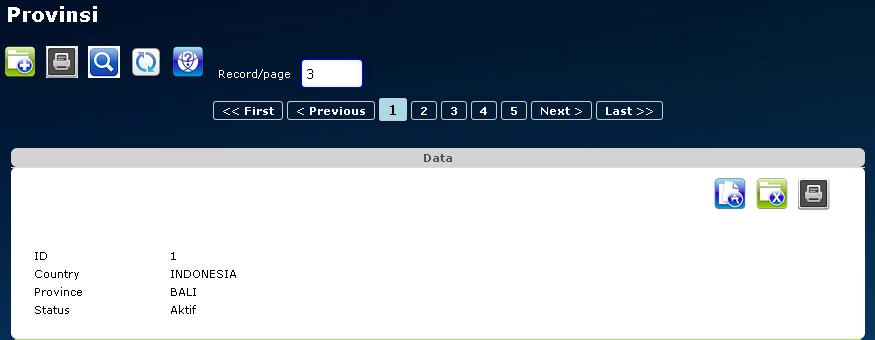 Provinsi
Record/page 3
<< First < Previous 1 2 3 4 5 Next > Last >>
Data
ID 1
Country INDONESIA
Province BALI
Status Aktif